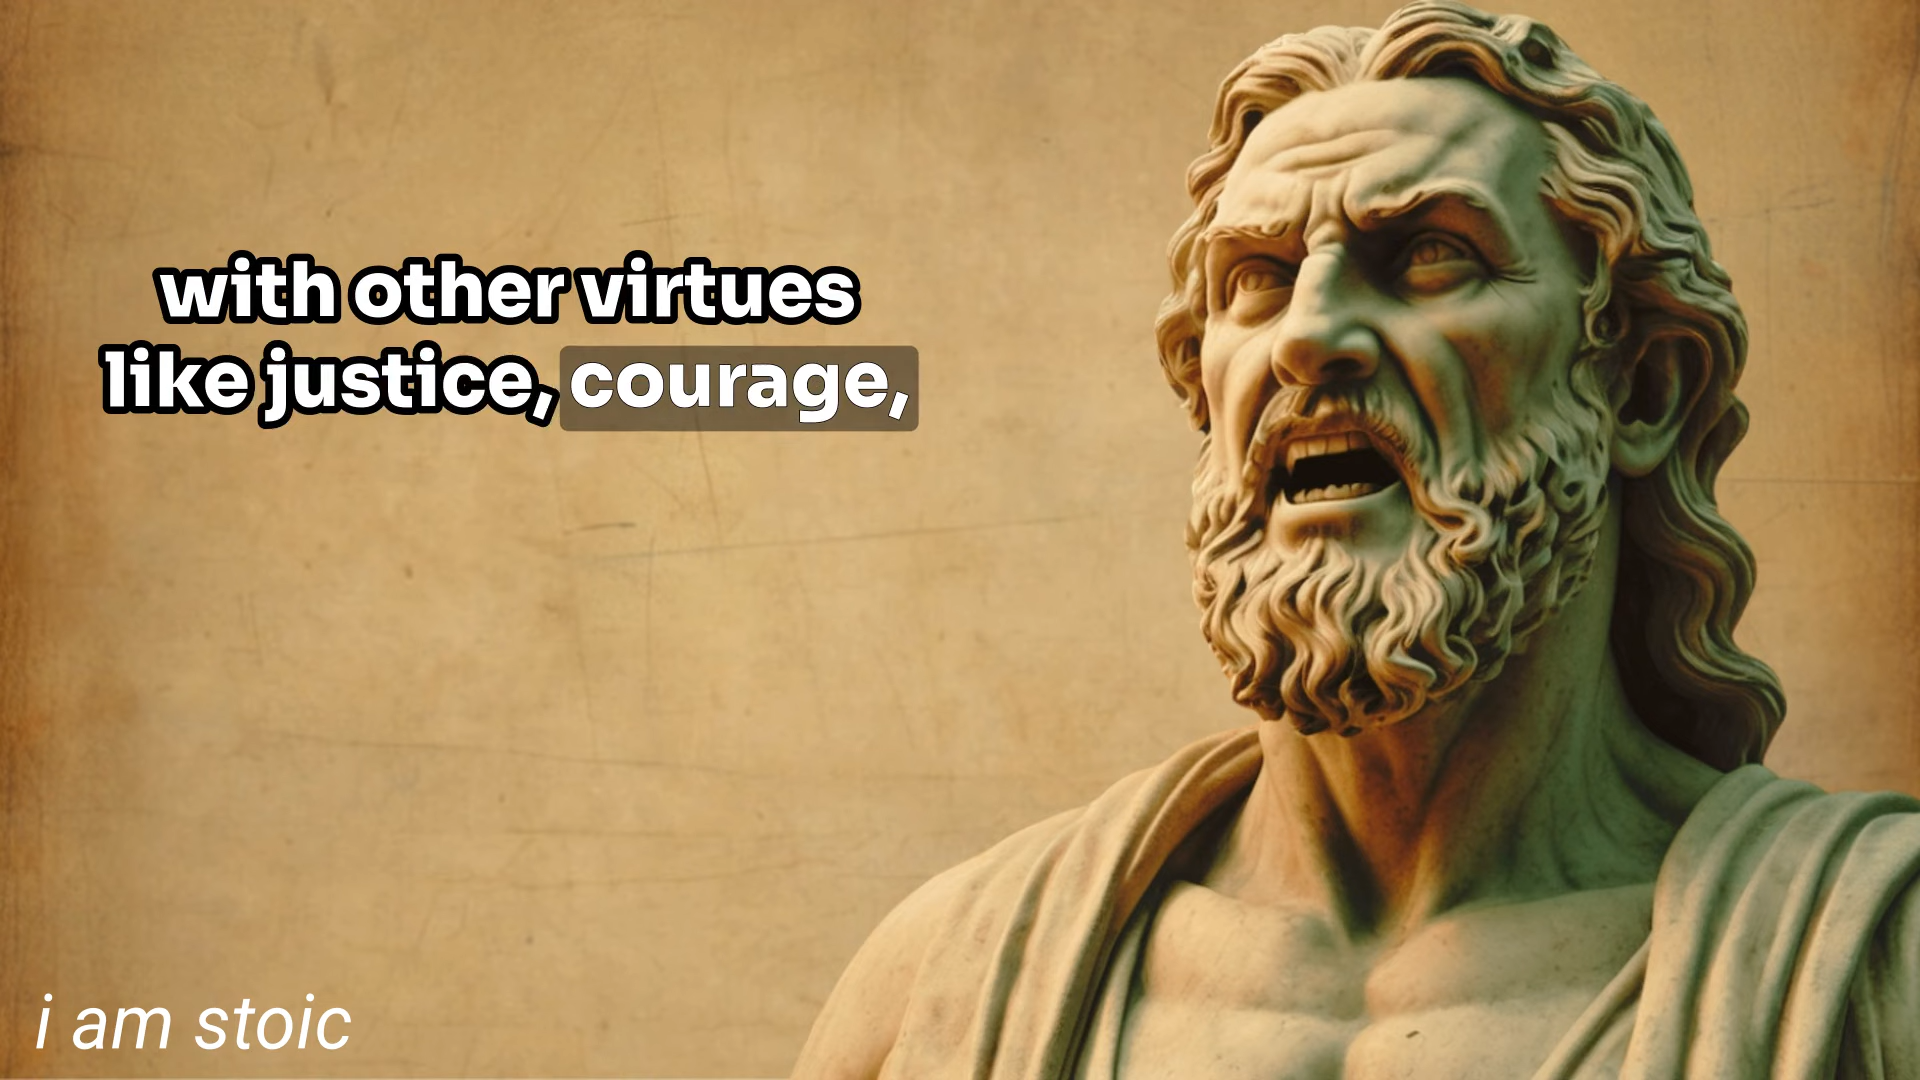 with other virtues
like justice, courage,
i am stoic